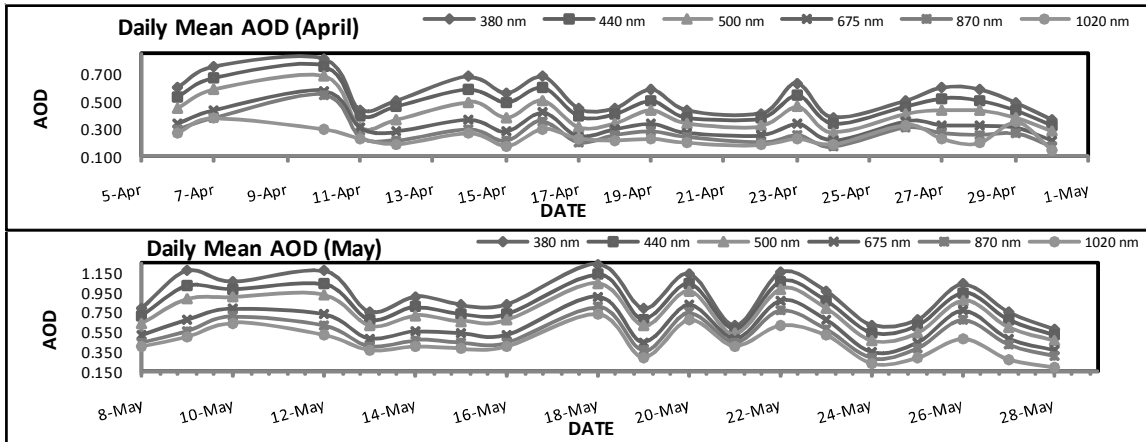 Daily Mean AOD (April)
380 nm 440 nm 500 nm 675 nm 870 nm 1020 nm
AOD
0.700
0.500
0.300
0.100
5-Apr 7-Apr 9-Apr 11-Apr 13-Apr 15-Apr 17-Apr 19-Apr 21-Apr 23-Apr 25-Apr 27-Apr 29-Apr 1-May
DATE
Daily Mean AOD (May)
380 nm 440 nm 500 nm 675 nm 870 nm 1020 nm
AOD
1.150
0.950
0.750
0.550
0.350
0.150
8-May 10-May 12-May 14-May 16-May 18-May 20-May 22-May 24-May 26-May 28-May
DATE